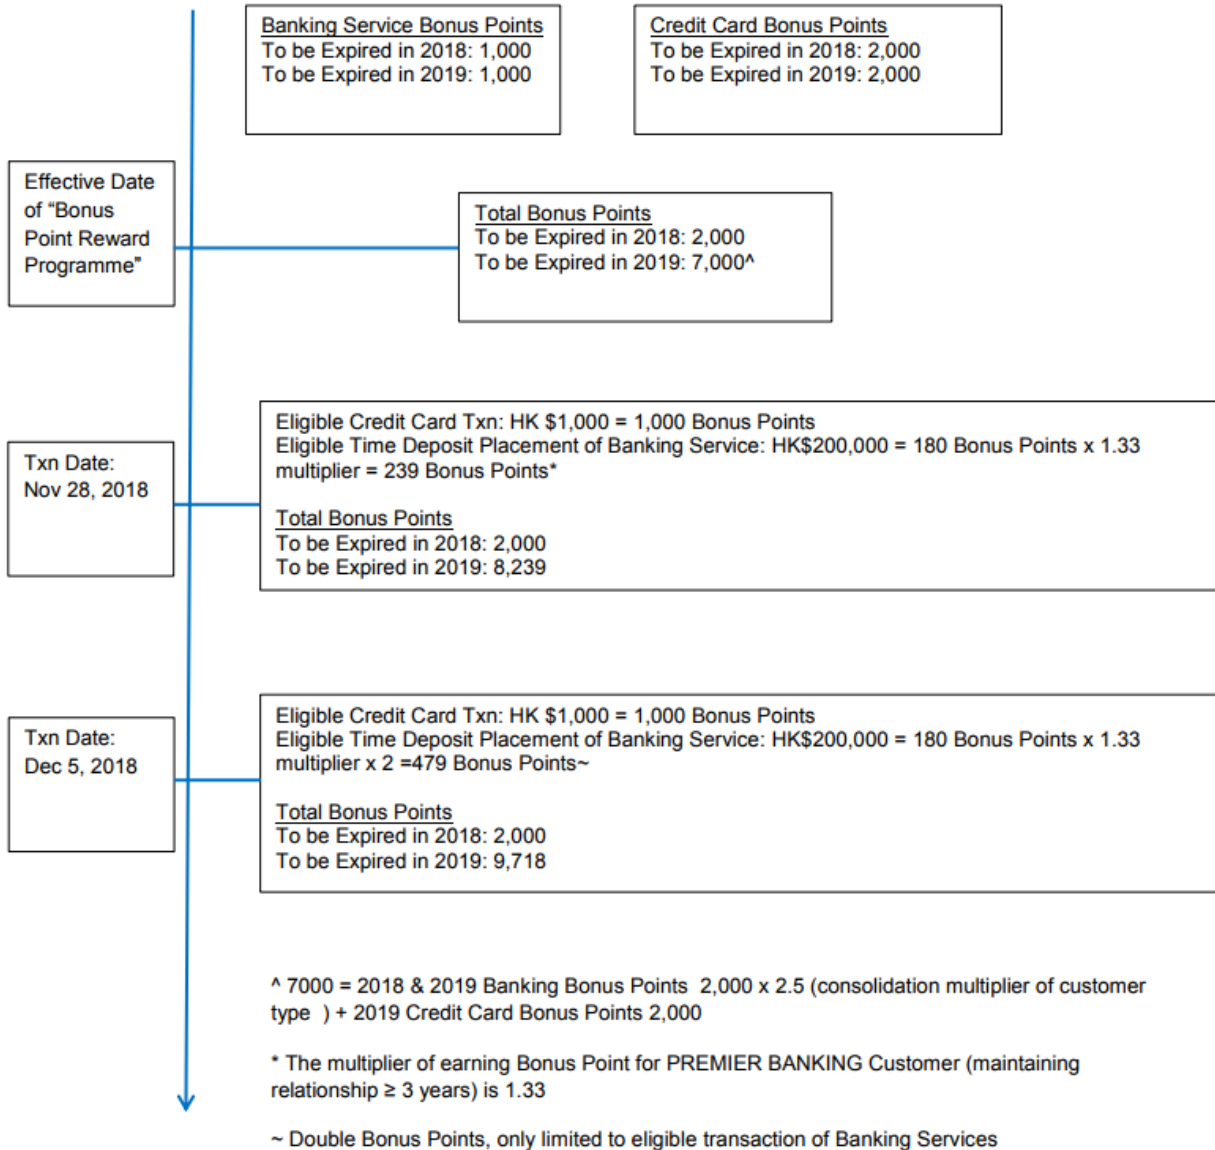 Banking Service Bonus Points
To be Expired in 2018: 1,000
To be Expired in 2019: 1,000
Credit Card Bonus Points
To be Expired in 2018: 2,000
To be Expired in 2019: 2,000
Effective Date
of “Bonus
Point Reward
Programme”
Total Bonus Points
To be Expired in 2018: 2,000
To be Expired in 2019: 7,000^
Txn Date:
Nov 28, 2018
Eligible Credit Card Txn: HK $1,000 = 1,000 Bonus Points
Eligible Time Deposit Placement of Banking Service: HK$200,000 = 180 Bonus Points x 1.33
multiplier = 239 Bonus Points*
Total Bonus Points
To be Expired in 2018: 2,000
To be Expired in 2019: 8,239
Txn Date:
Dec 5, 2018
Eligible Credit Card Txn: HK $1,000 = 1,000 Bonus Points
Eligible Time Deposit Placement of Banking Service: HK$200,000 = 180 Bonus Points x 1.33
multiplier x 2 =479 Bonus Points~
Total Bonus Points
To be Expired in 2018: 2,000
To be Expired in 2019: 9,718
^ 7000 = 2018 & 2019 Banking Bonus Points  2,000 x 2.5 (consolidation multiplier of customer
type  ) + 2019 Credit Card Bonus Points 2,000
* The multiplier of earning Bonus Point for PREMIER BANKING Customer (maintaining
relationship ≥ 3 years) is 1.33
~ Double Bonus Points, only limited to eligible transaction of Banking Services